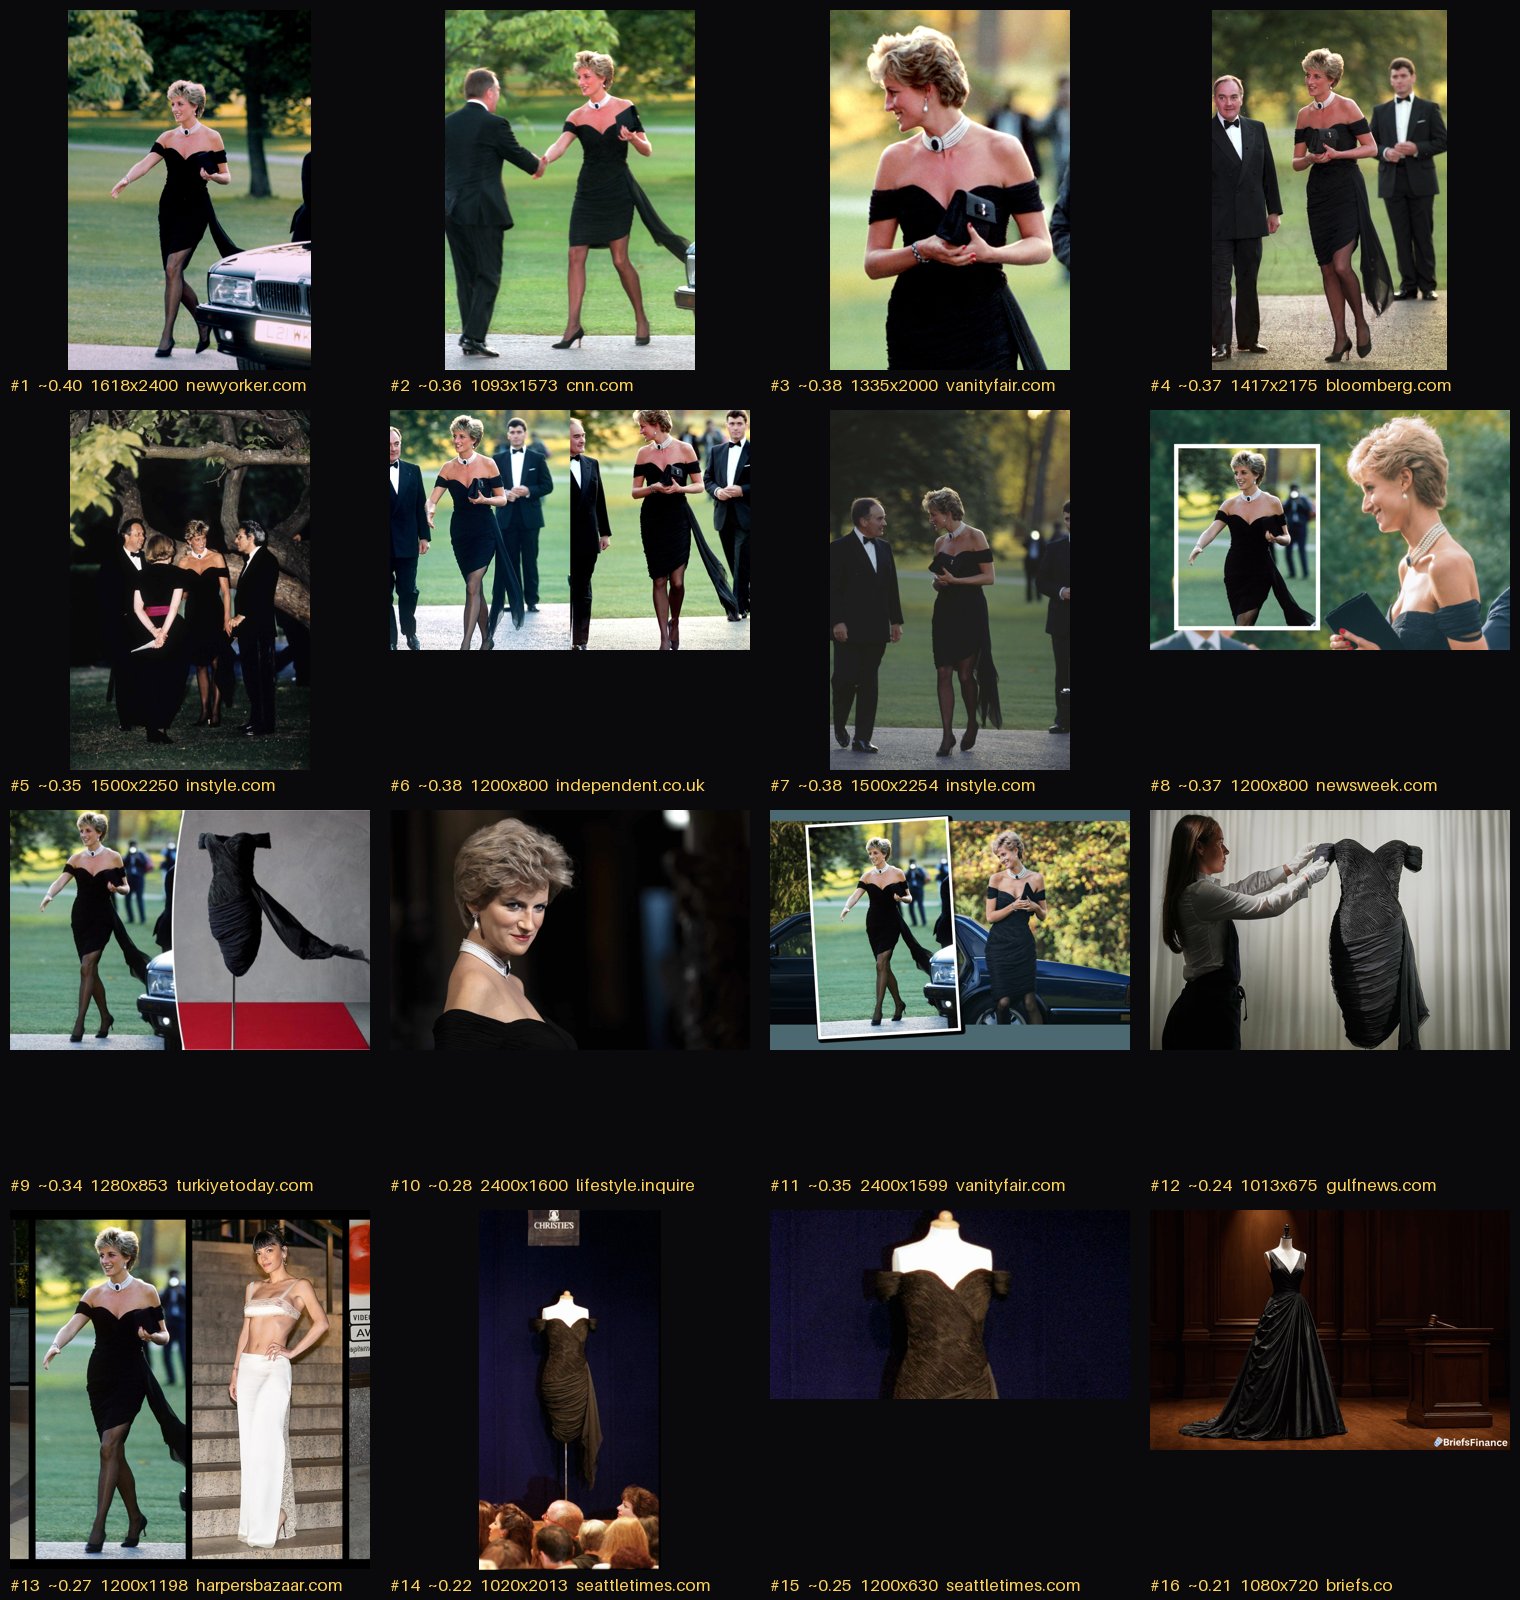 L21W
#1 ~0.40 1618x2400 newyorker.com
#2 ~0.36 1093x1573 cnn.com
#3 ~0.38 1335x2000 vanityfair.com
#4 ~0.37 1417x2175 bloomberg.com
#5 ~0.35 1500x2250 instyle.com
#6 ~0.38 1200x800 independent.co.uk
#7 ~0.38 1500x2254 instyle.com
#8 ~0.37 1200x800 newsweek.com
#9 ~0.34 1280x853 turkiyetoday.com
#10 ~0.28 2400x1600 lifestyle.inquire
#11 ~0.35 2400x1599 vanityfair.com
#12 ~0.24 1013x675 gulfnews.com
VIDEO
AW
CHRISTIE'S
BriefsFinance
#13 ~0.27 1200x1198 harpersbazaar.com
#14 ~0.22 1020x2013 seattletimes.com
#15 ~0.25 1200x630 seattletimes.com
#16 ~0.21 1080x720 briefs.co